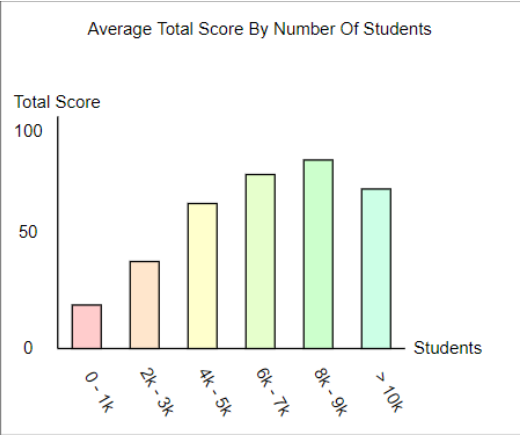 Average Total Score By Number Of Students
Total Score
100
50
0
Students
0 - 1k
2k - 3k
4k - 5k
6k - 7k
8k - 9k
> 10k